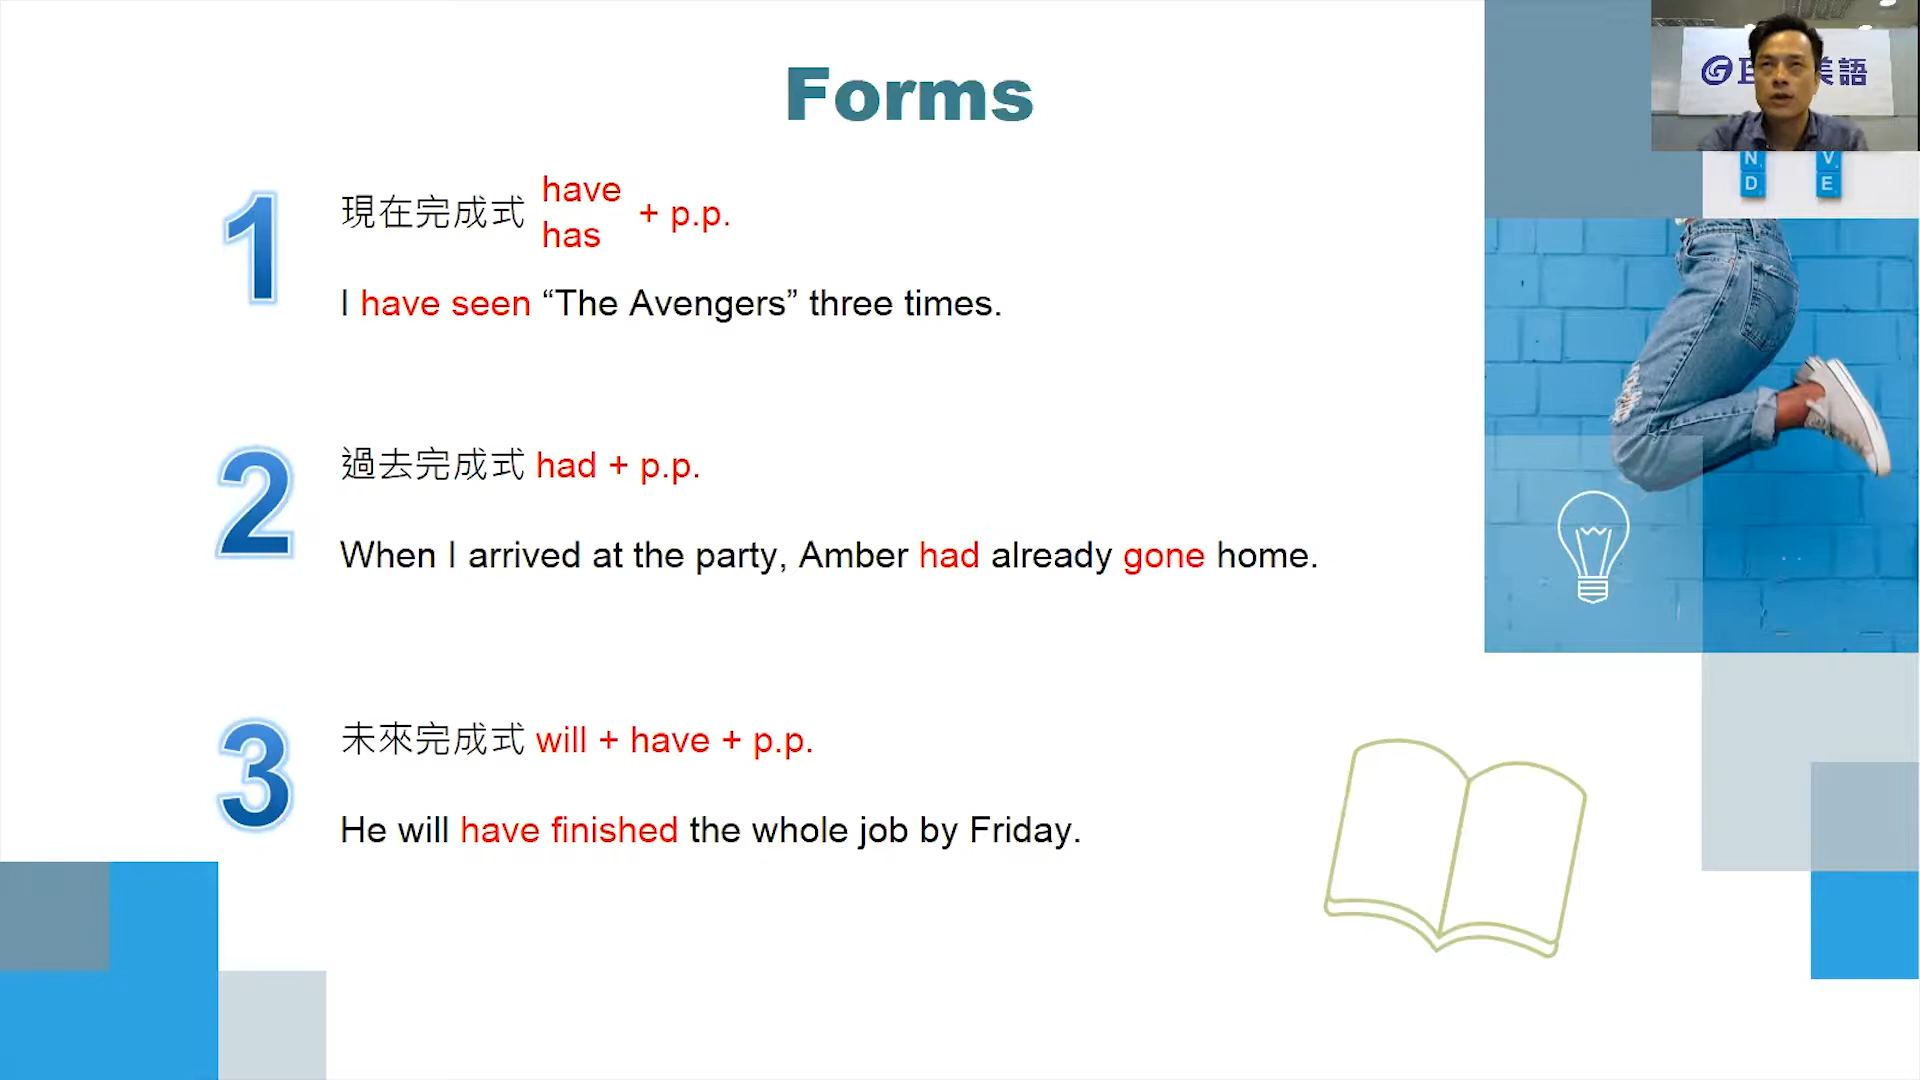 Forms
美語
N
D
V
E
1
現在完成式 have has + p.p.
I have seen “The Avengers” three times.
2
過去完成式 had + p.p.
When I arrived at the party, Amber had already gone home.
3
未來完成式 will + have + p.p.
He will have finished the whole job by Friday.